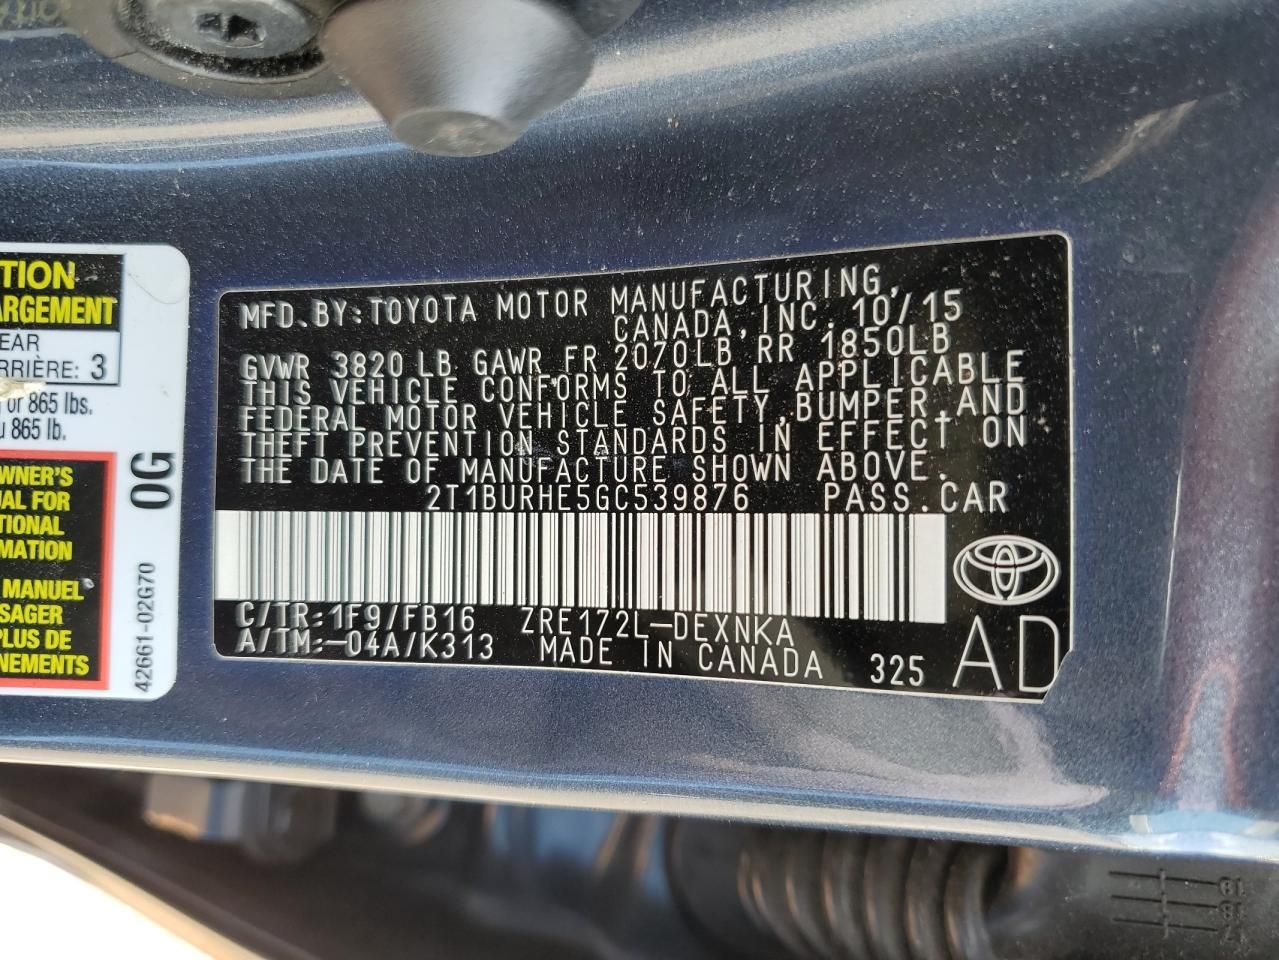 TION
ARGEMENT
EAR
RRIÈRE: 3
or 865 lbs.
u 865 lb.
WNER'S
UAL FOR
TIONAL
MATION
MANUEL
SAGER
PLUS DE
NEMENTS
0G
42661-02G70
MFD.BY:TOYOTA MOTOR MANUFACTURING,
CANADA,INC. 10/15
GVWR 3820 LB GAWR FR 2070LB RR 1850LB
THIS VEHICLE CONFORMS TO ALL APPLICABLE
FEDERAL MOTOR VEHICLE SAFETY,BUMPER,AND
THEFT PREVENTION STANDARDS IN EFFECT ON
THE DATE OF MANUFACTURE SHOWN ABOVE.
2T1BURHE5GC539876 PASS.CAR
C/TR:1F9/FB16 ZRE172L-DEXNKA
A/TM:-04A/K313 MADE IN CANADA 325 AD